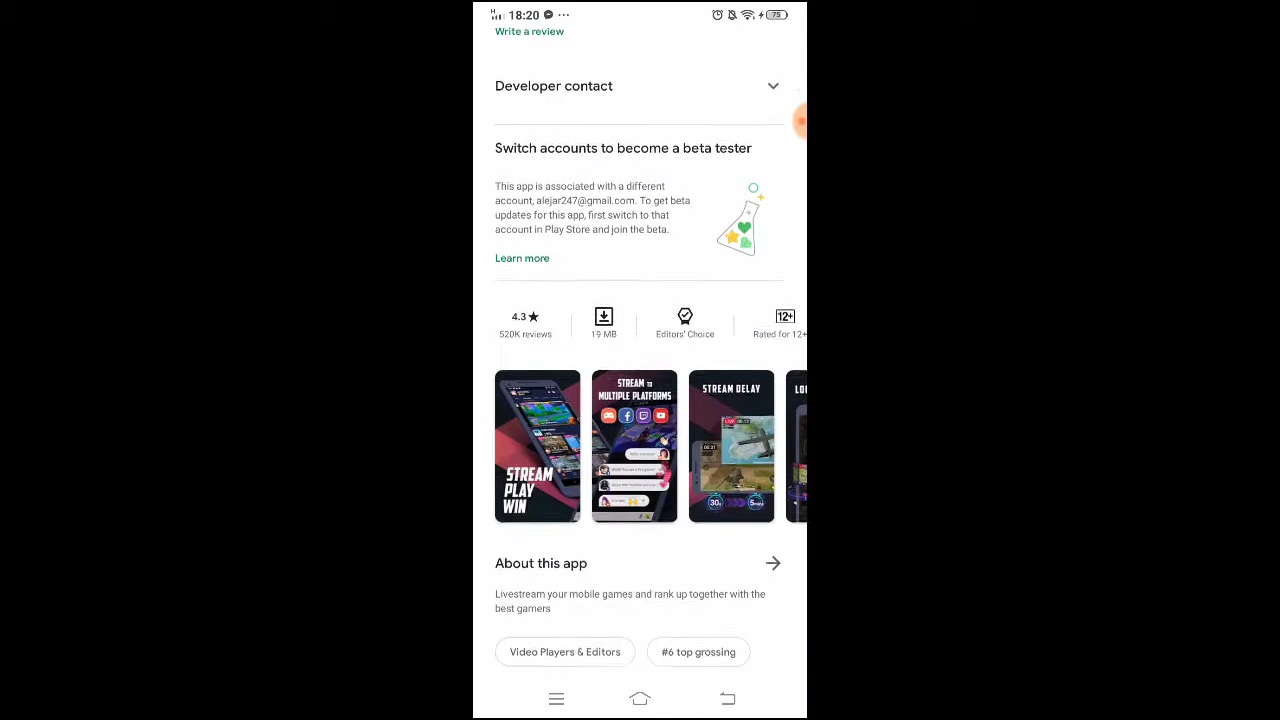 H 18:20 75
Write a review
Developer contact
Switch accounts to become a beta tester
This app is associated with a different
account, alejar247@gmail.com. To get beta
updates for this app, first switch to that
account in Play Store and join the beta.
Learn more
4.3★ 12+
520K reviews 19 MB Editors' Choice Rated for 12+
STREAM
PLAY
WIN
STREAM TO
MULTIPLE PLATFORMS
STREAM DELAY
LIVE
30s 5mins
About this app
Livestream your mobile games and rank up together with the
best gamers
Video Players & Editors #6 top grossing